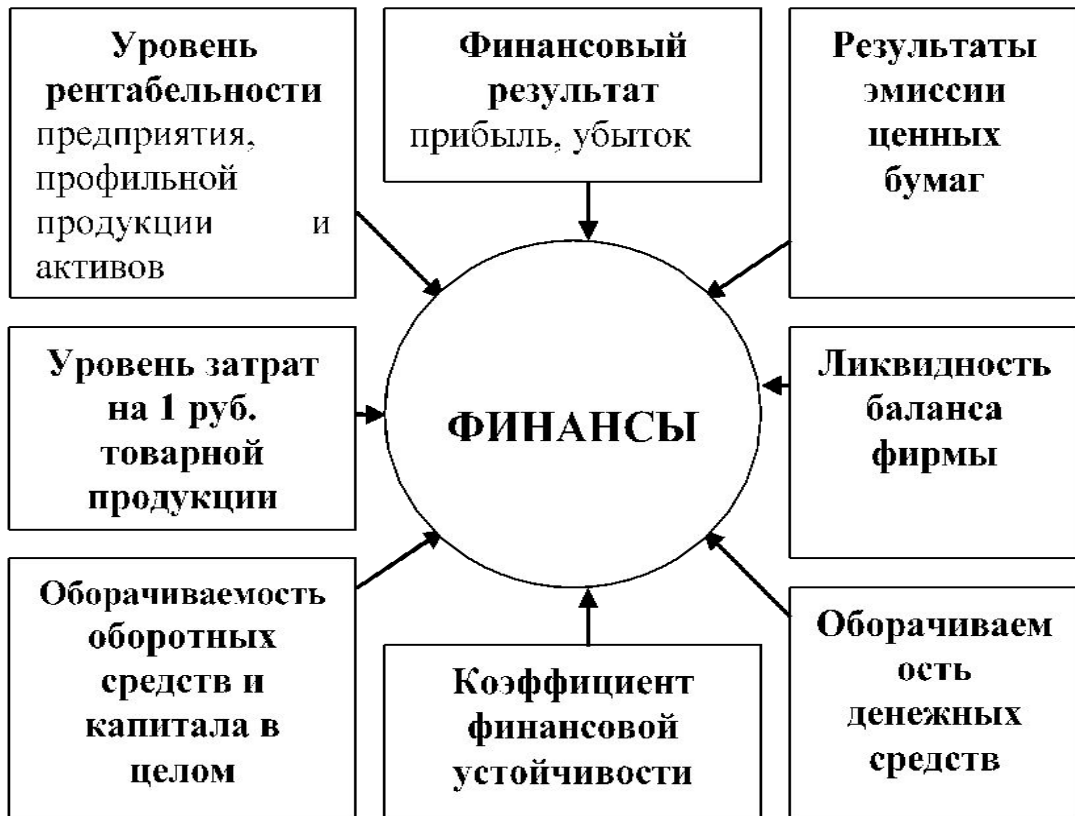 Уровень
рентабельности
предприятия,
профильной
продукции и
активов
Финансовый
результат
прибыль, убыток
Результаты
эмиссии
ценных
бумаг
Уровень затрат
на 1 руб.
товарной
продукции
ФИНАНСЫ
Ликвидность
баланса
фирмы
Оборачиваемость
оборотных
средств и
капитала в
целом
Коэффициент
финансовой
устойчивости
Оборачиваем
ость
денежных
средств